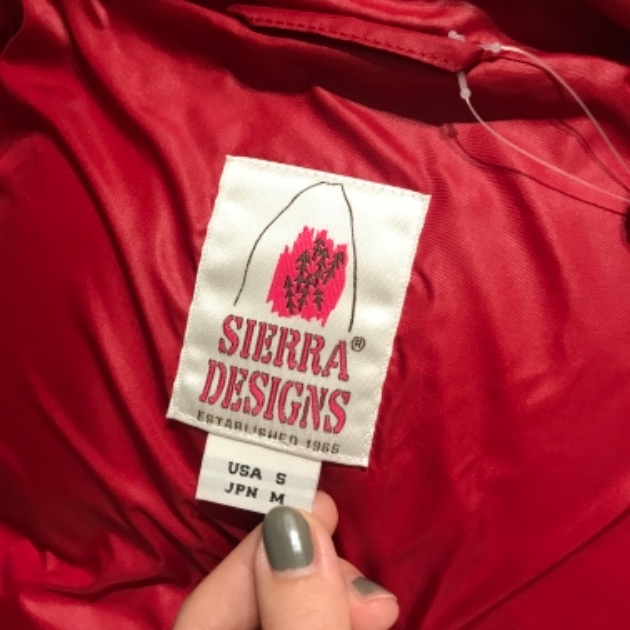 SIERRA®
DESIGNS
ESTABLISHED 1965
USA S
JPN M